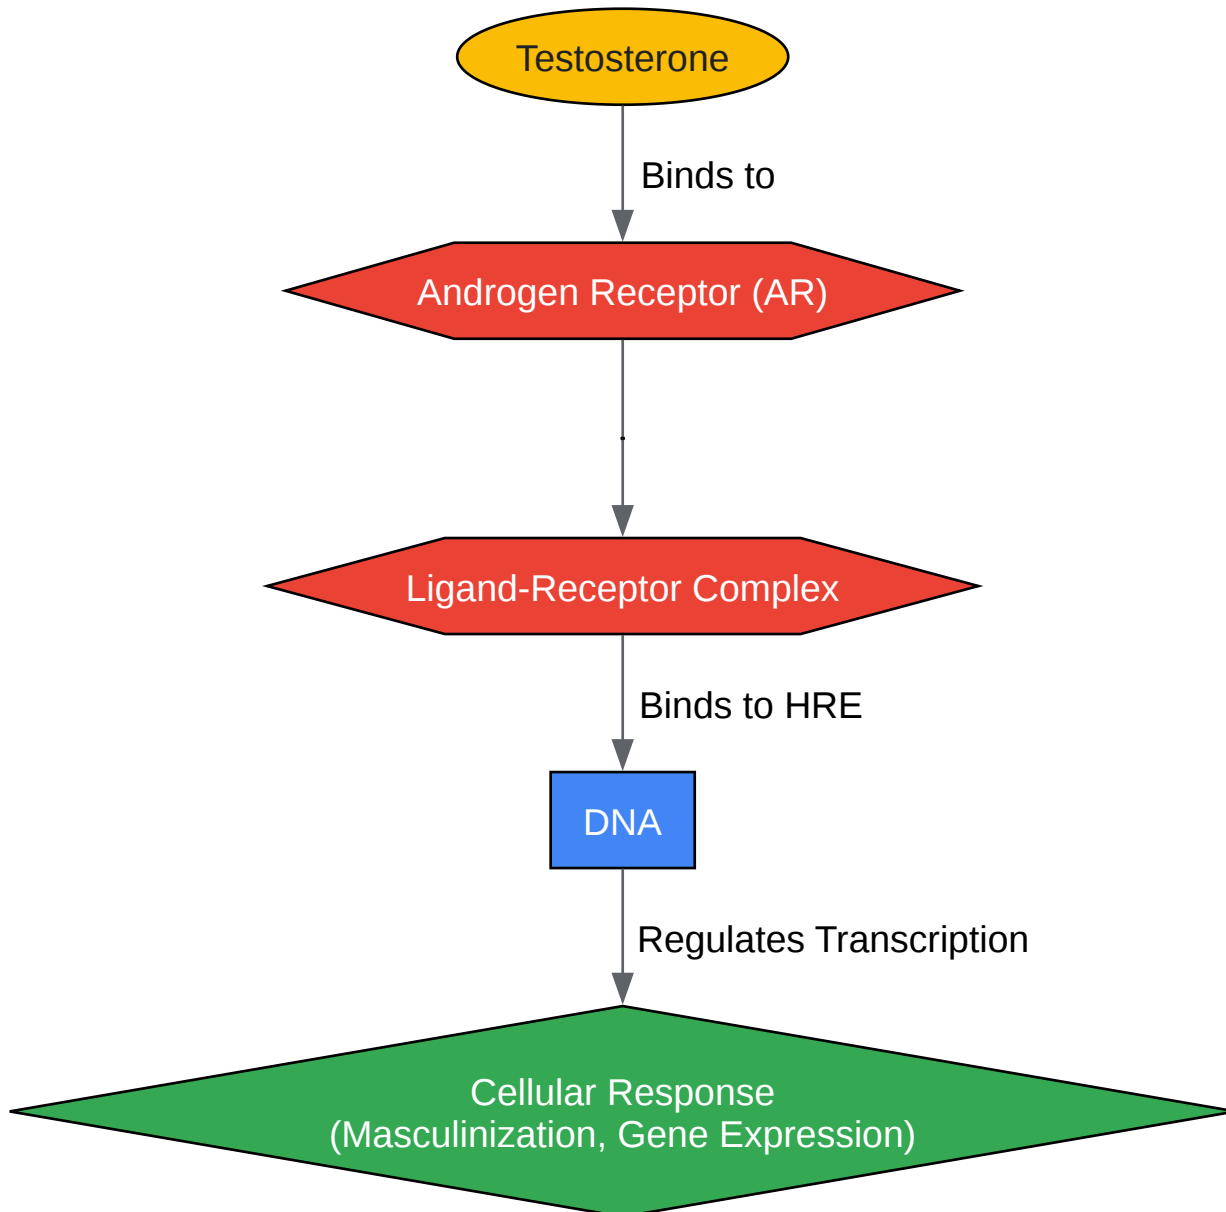 Testosterone
Binds to
Androgen Receptor (AR)
Ligand-Receptor Complex
Binds to HRE
DNA
Regulates Transcription
Cellular Response
(Masculinization, Gene Expression)